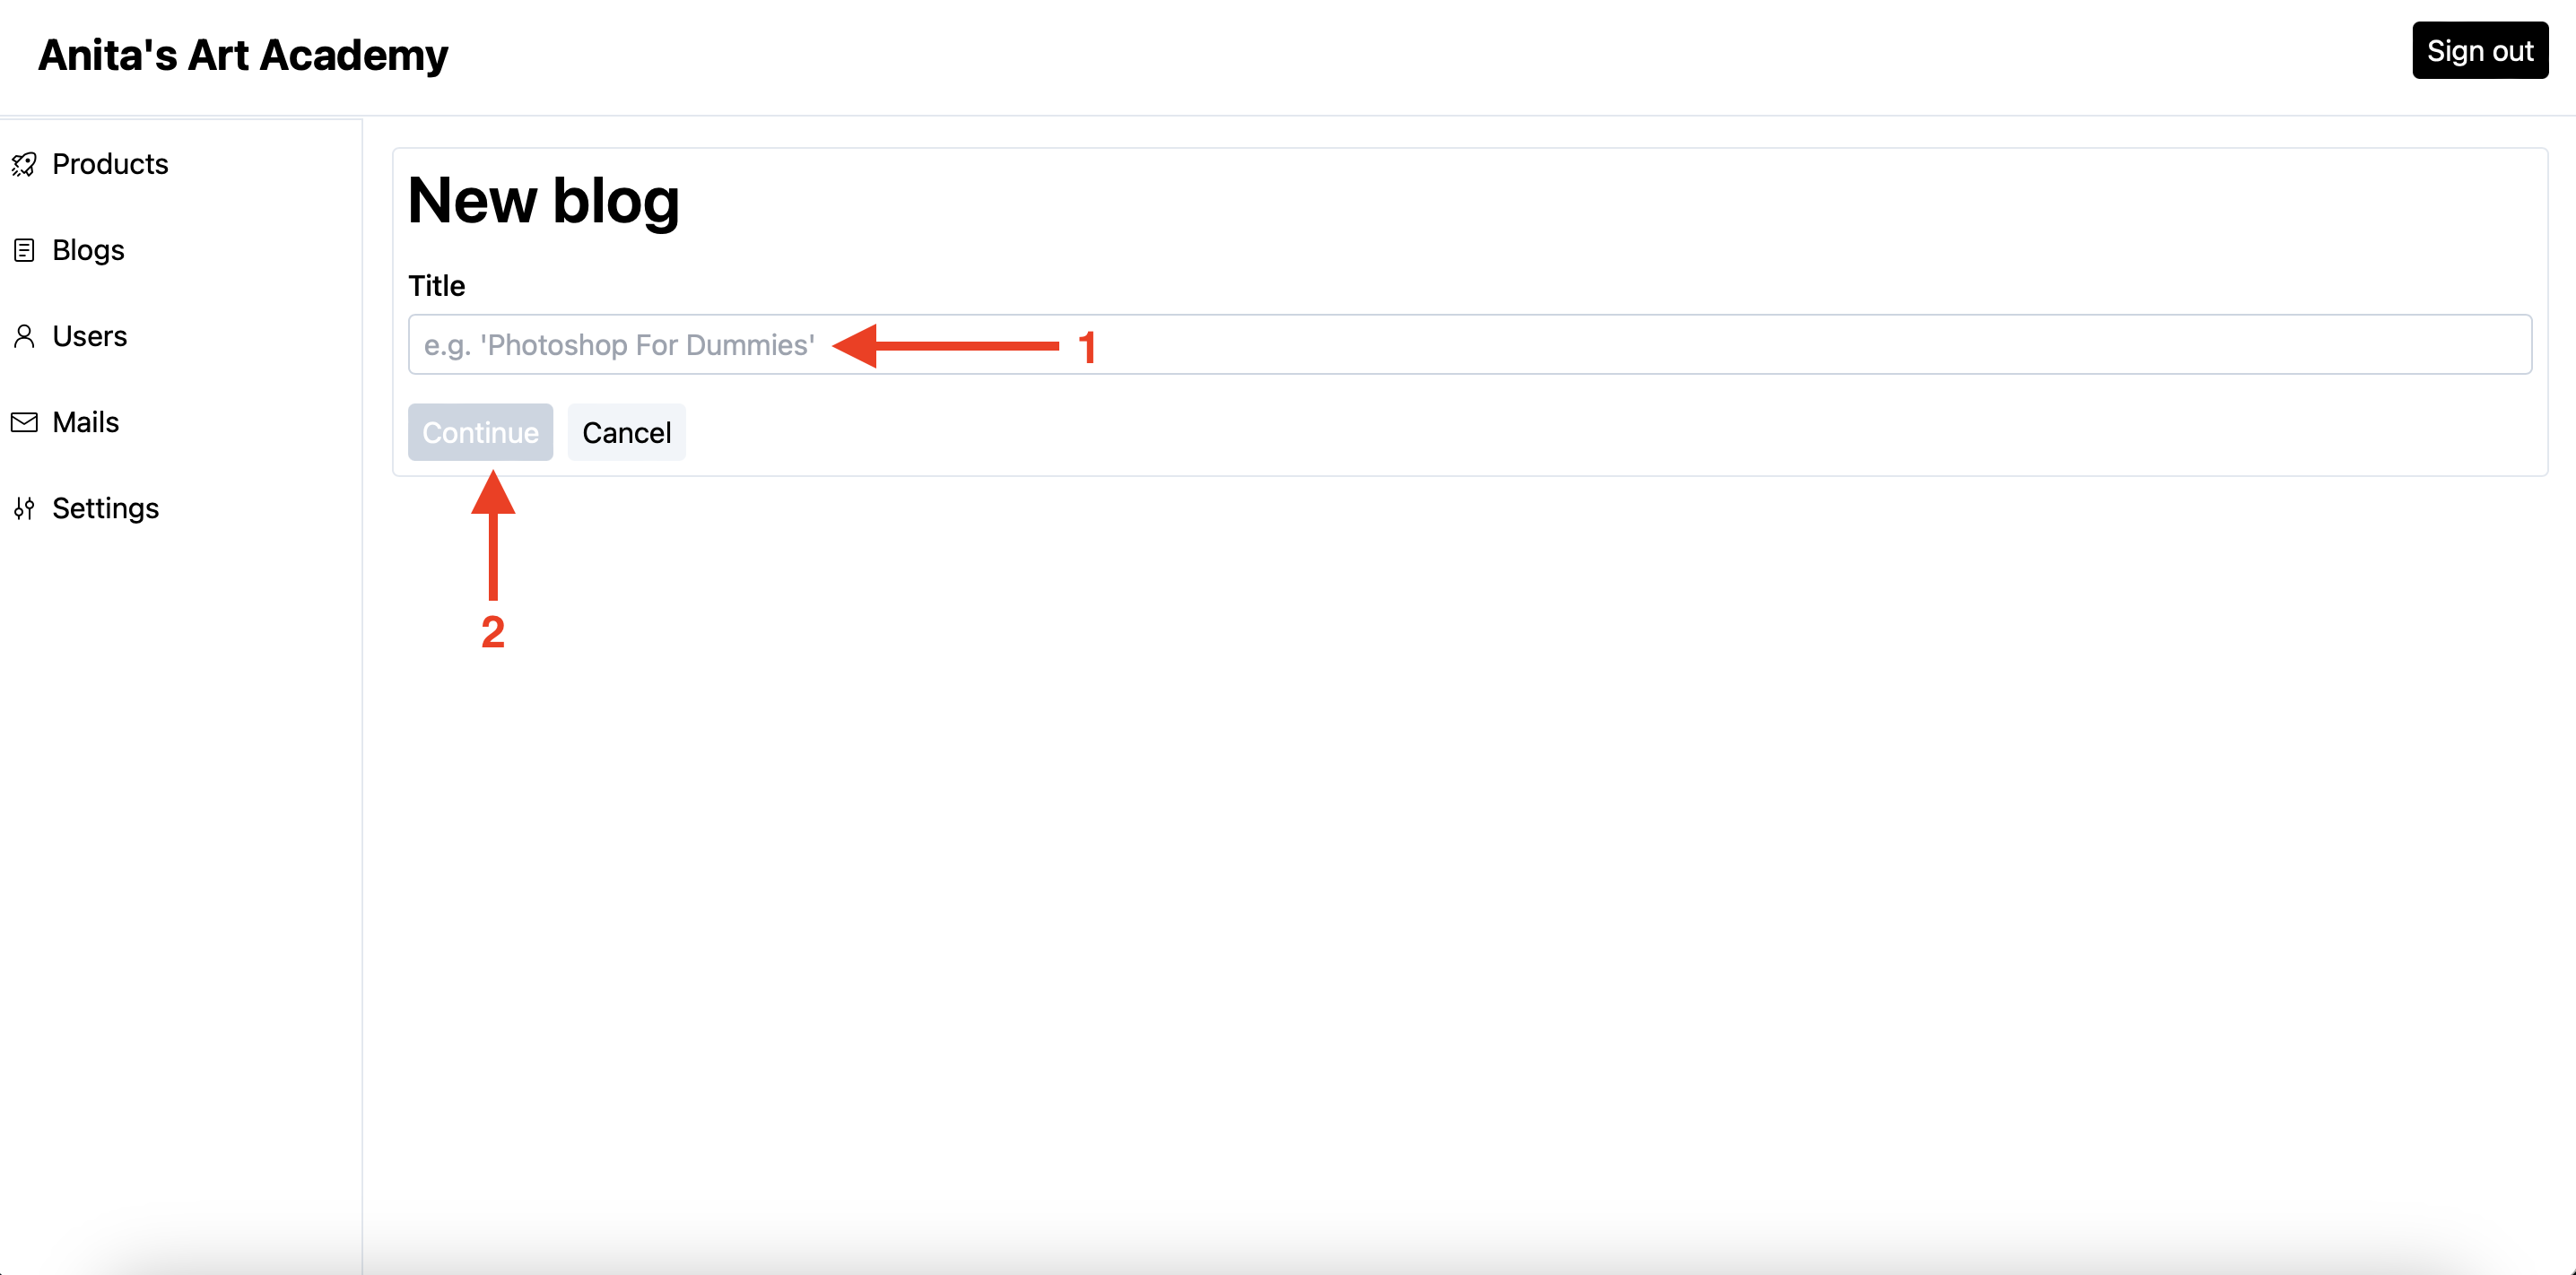 Anita's Art Academy
Sign out
Products
Blogs
Users
Mails
Settings
New blog
Title
e.g. 'Photoshop For Dummies'
1
Continue
Cancel
2